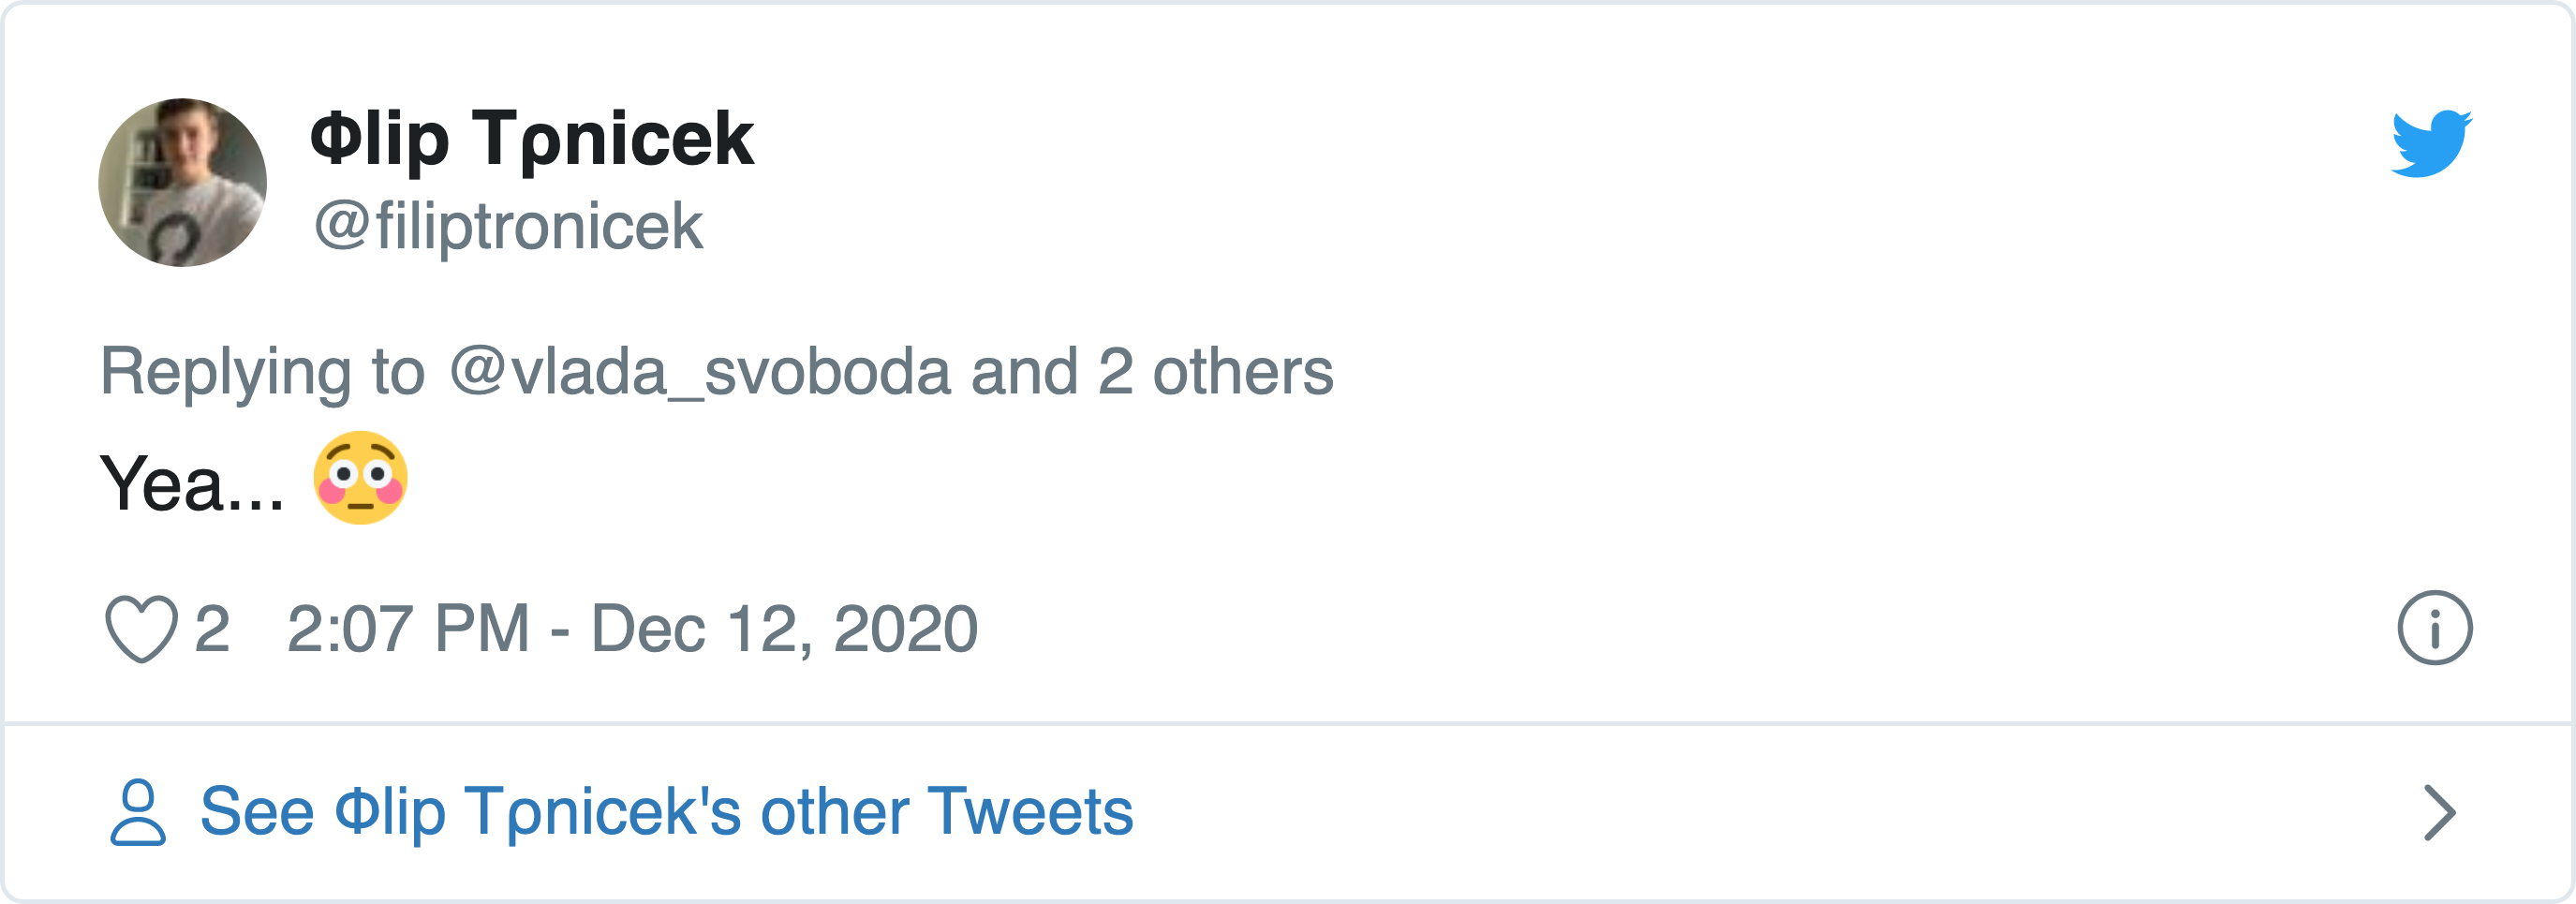 Φlip Tρnicek
@filiptronicek
Replying to @vlada_svoboda and 2 others
Yea... 😳
2 2:07 PM - Dec 12, 2020
See Φlip Tρnicek's other Tweets